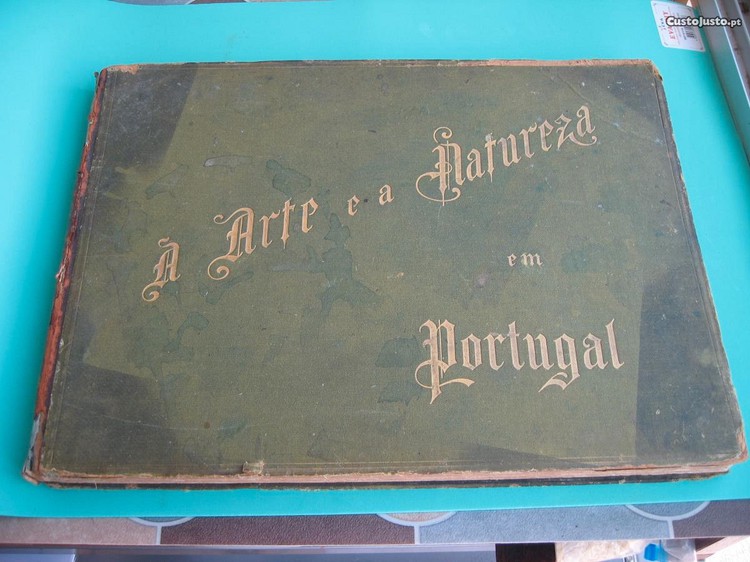 CustoJusto.pt
A Arte e a Natureza
em
Portugal